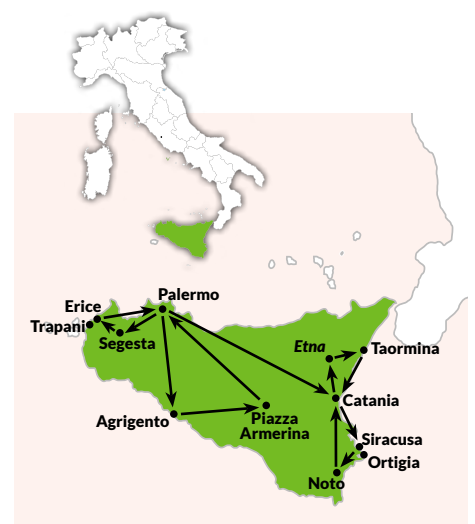 Palermo
Erice
Trapani
Segesta
Etna
Taormina
Catania
Agrigento
Piazza
Armerina
Siracusa
Ortigia
Noto